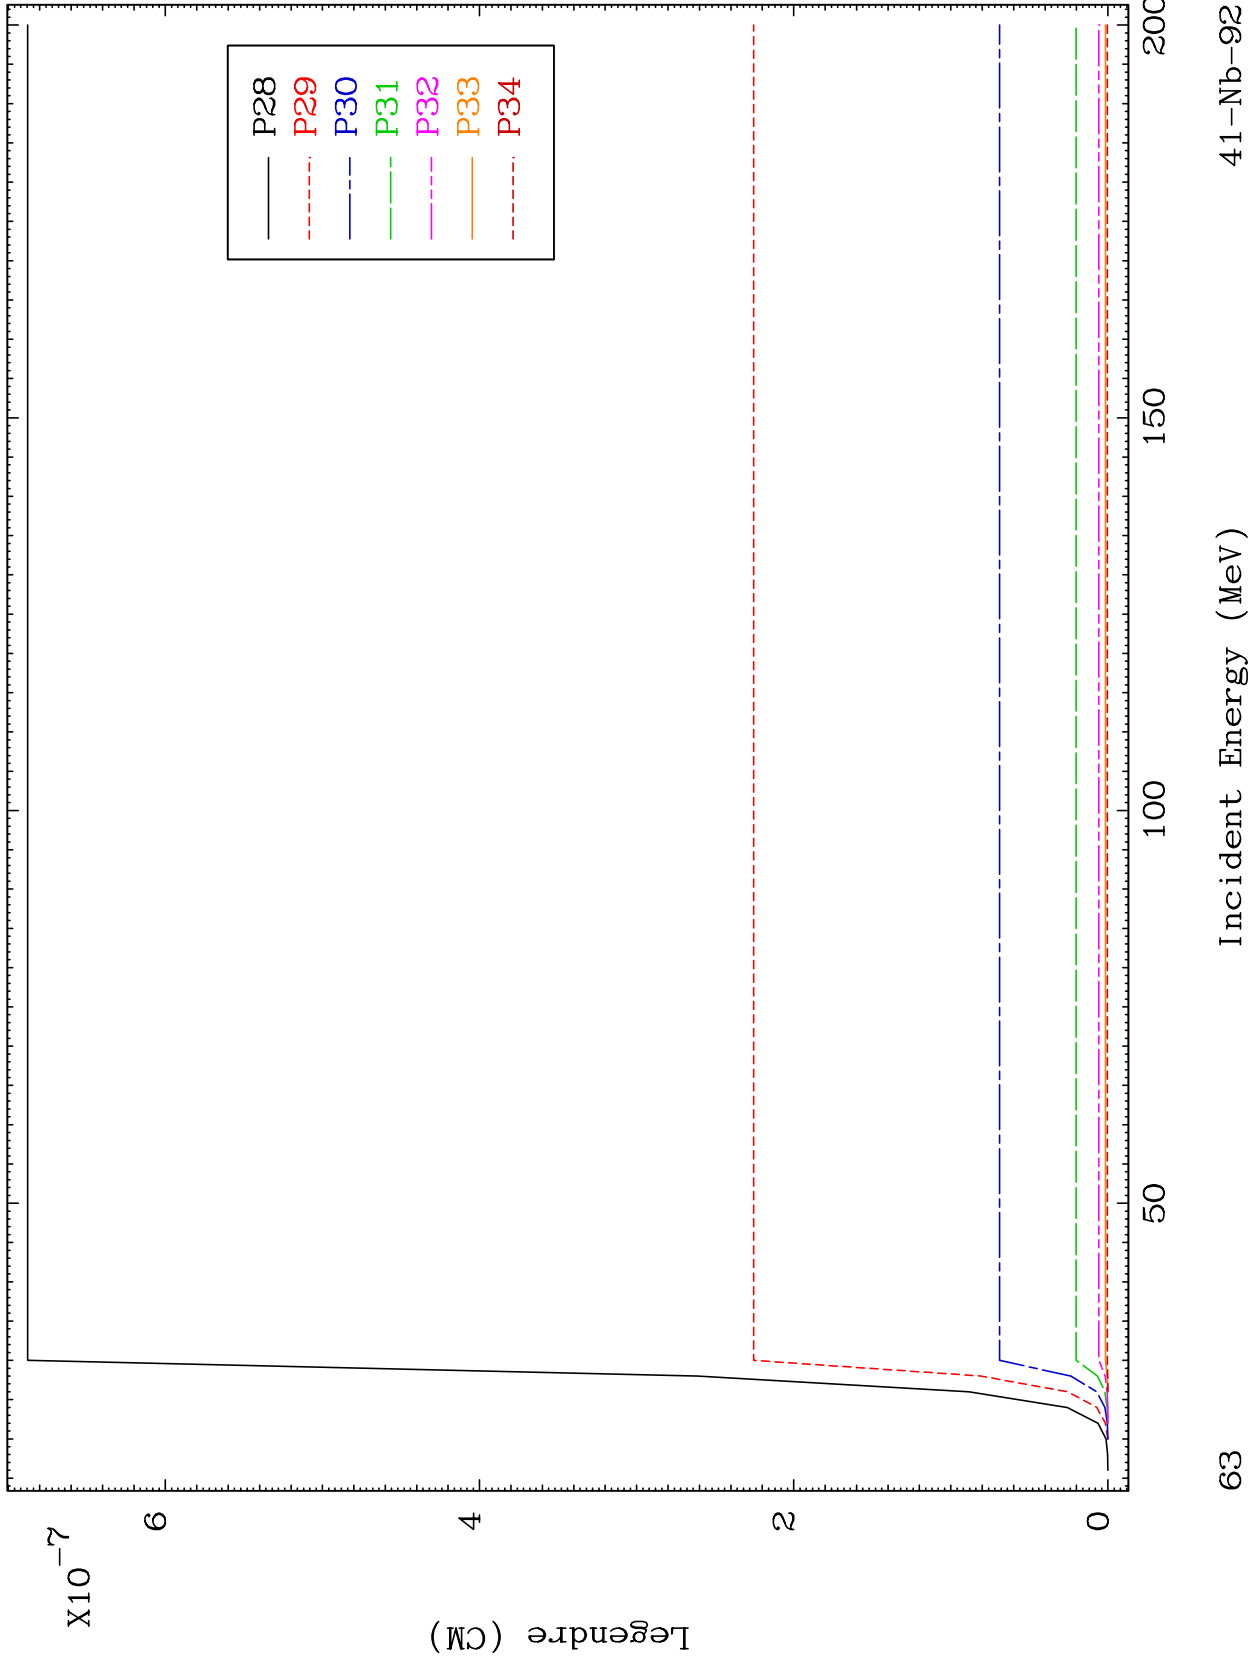 X10
-7
6
4
2
0
Legendre (CM)
P28
P29
P30
P31
P32
P33
P34
50
100
150
200
Incident Energy (MeV)
63
41-Nb-92